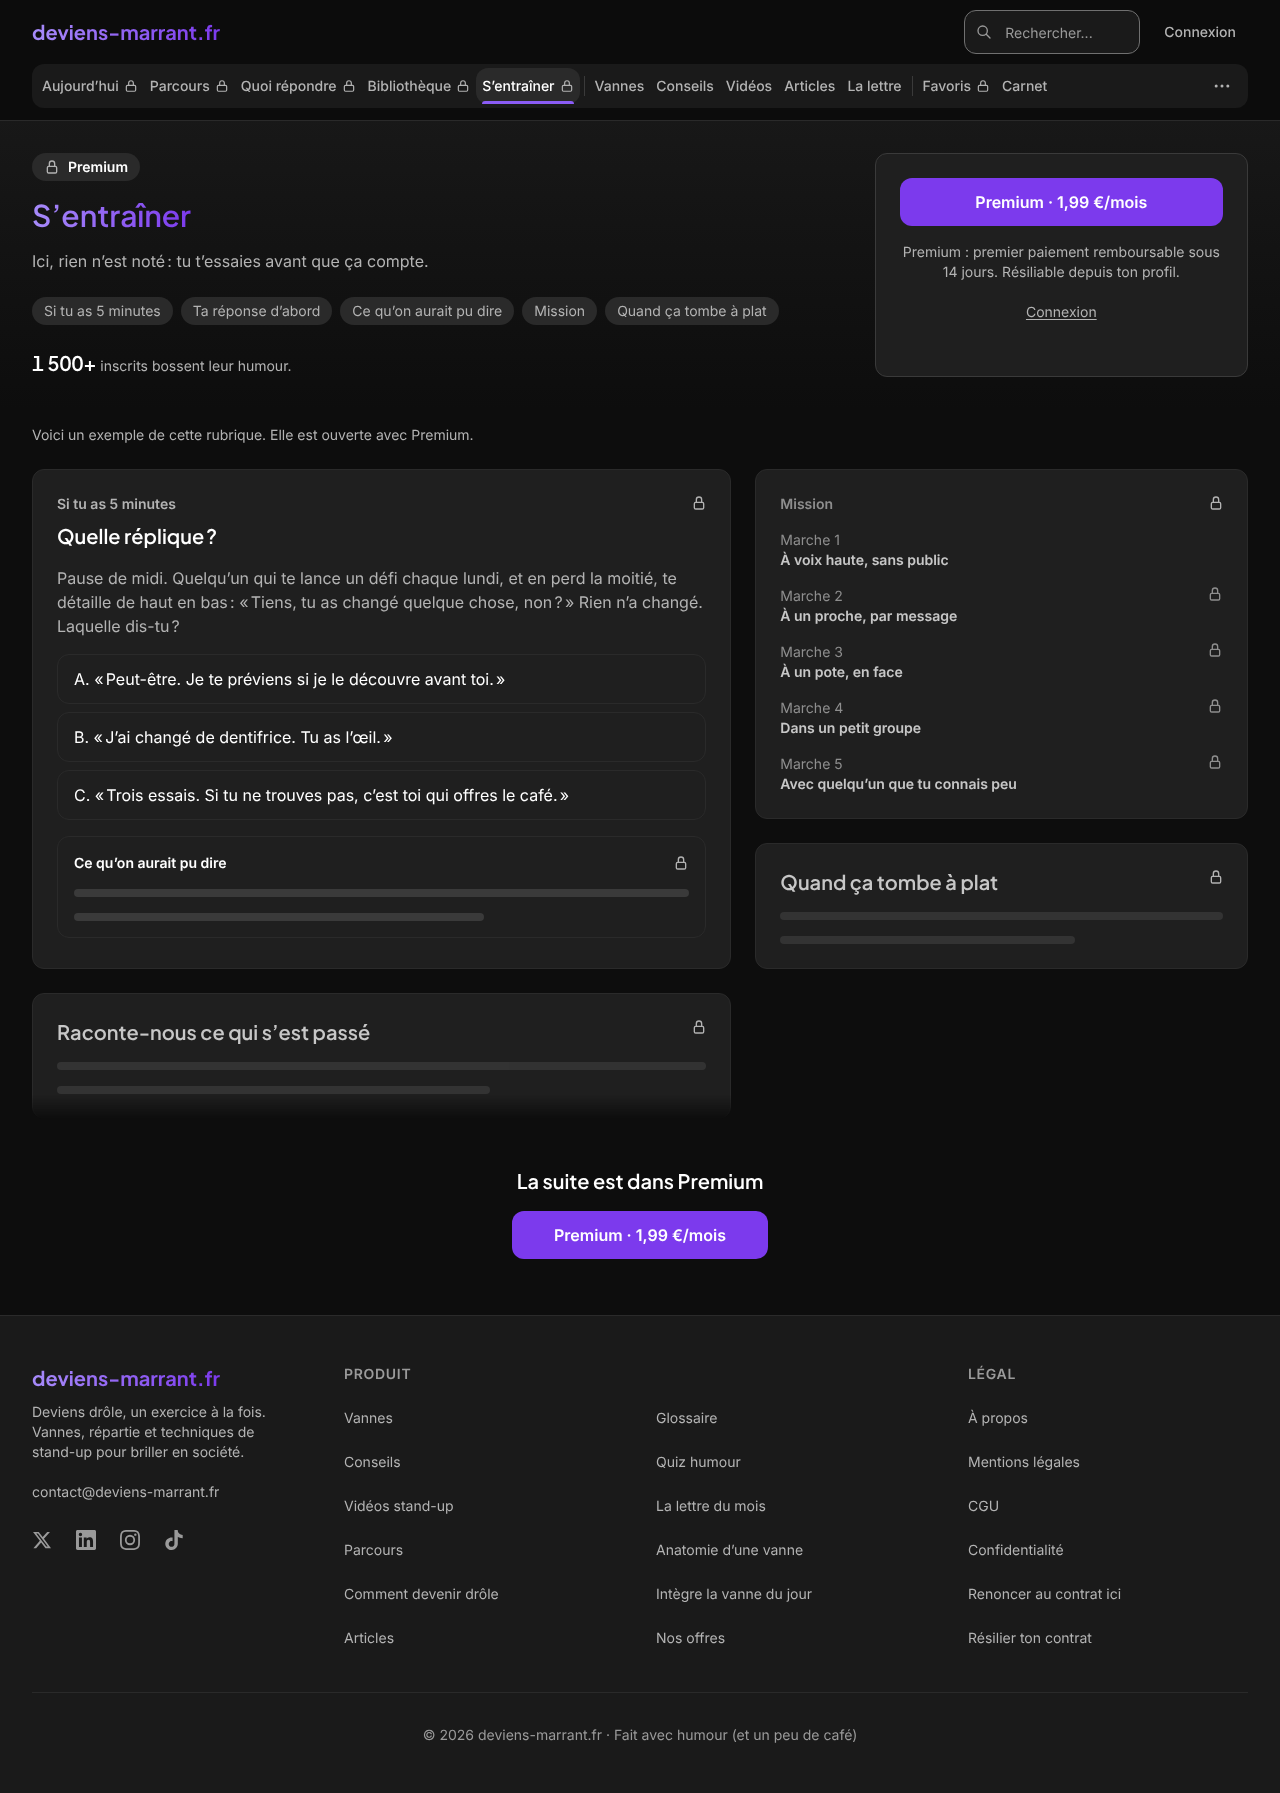 deviens-marrant.fr
Rechercher...
Connexion
Aujourd’hui
Parcours
Quoi répondre
Bibliothèque
S’entraîner
Vannes
Conseils
Vidéos
Articles
La lettre
Favoris
Carnet
Premium
S’entraîner
Ici, rien n’est noté : tu t’essaies avant que ça compte.
Si tu as 5 minutes
Ta réponse d’abord
Ce qu’on aurait pu dire
Mission
Quand ça tombe à plat
1 500+ inscrits bossent leur humour.
Premium · 1,99 €/mois
Premium : premier paiement remboursable sous
14 jours. Résiliable depuis ton profil.
Connexion
Voici un exemple de cette rubrique. Elle est ouverte avec Premium.
Si tu as 5 minutes
Quelle réplique ?
Pause de midi. Quelqu’un qui te lance un défi chaque lundi, et en perd la moitié, te
détaille de haut en bas : « Tiens, tu as changé quelque chose, non ? » Rien n’a changé.
Laquelle dis-tu ?
A. « Peut-être. Je te préviens si je le découvre avant toi. »
B. « J’ai changé de dentifrice. Tu as l’œil. »
C. « Trois essais. Si tu ne trouves pas, c’est toi qui offres le café. »
Ce qu’on aurait pu dire
Mission
Marche 1
À voix haute, sans public
Marche 2
À un proche, par message
Marche 3
À un pote, en face
Marche 4
Dans un petit groupe
Marche 5
Avec quelqu’un que tu connais peu
Quand ça tombe à plat
Raconte-nous ce qui s’est passé
La suite est dans Premium
Premium · 1,99 €/mois
deviens-marrant.fr
Deviens drôle, un exercice à la fois.
Vannes, répartie et techniques de
stand-up pour briller en société.
contact@deviens-marrant.fr
PRODUIT
Vannes
Conseils
Vidéos stand-up
Parcours
Comment devenir drôle
Articles
Glossaire
Quiz humour
La lettre du mois
Anatomie d’une vanne
Intègre la vanne du jour
Nos offres
LÉGAL
À propos
Mentions légales
CGU
Confidentialité
Renoncer au contrat ici
Résilier ton contrat
© 2026 deviens-marrant.fr · Fait avec humour (et un peu de café)